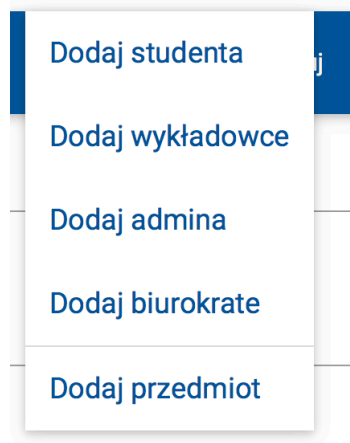 Dodaj studenta
Dodaj wykładowce
Dodaj admina
Dodaj biurokrate
Dodaj przedmiot